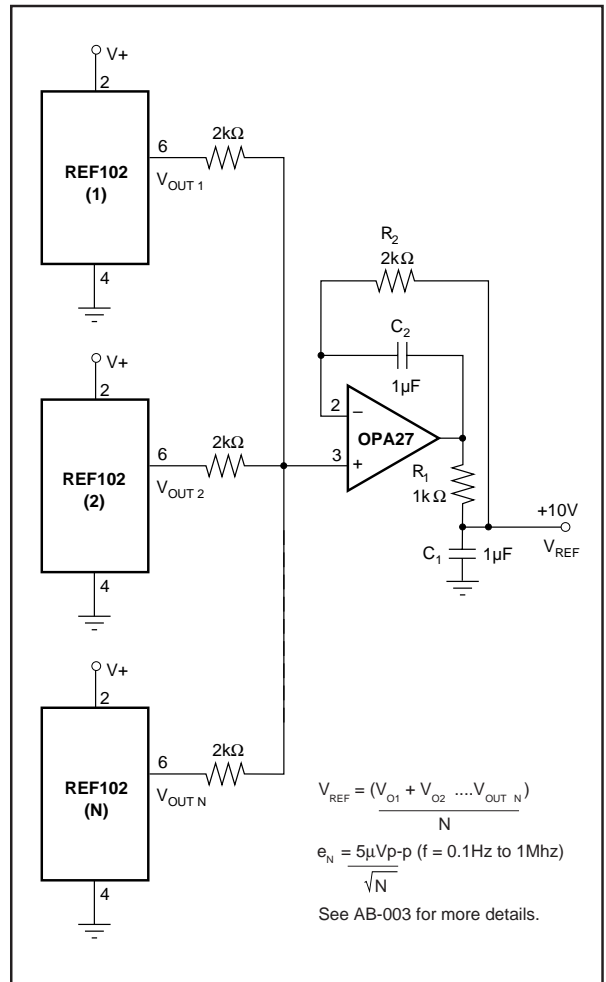 V+
2
REF102
(1)
6
2kΩ
V_OUT 1
4
V+
2
REF102
(2)
6
2kΩ
V_OUT 2
4
V+
2
REF102
(N)
6
2kΩ
V_OUT N
4
R_2
2kΩ
C_2
1µF
2
–
OPA27
3
+
R_1
1kΩ
+10V
V_REF
C_1
1µF
V_REF = (V_O1 + V_O2 ....V_OUT N)
N
e_N = 5µVp-p (f = 0.1Hz to 1Mhz)
√N
See AB-003 for more details.